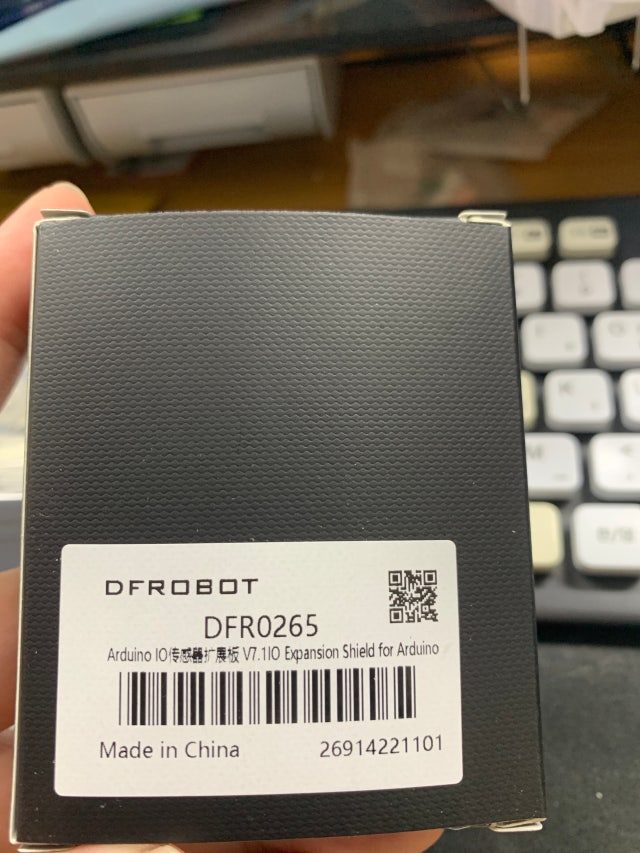 DFROBOT
DFR0265
Arduino IO传感器扩展板 V7.1IO Expansion Shield for Arduino
Made in China
26914221101
K
M